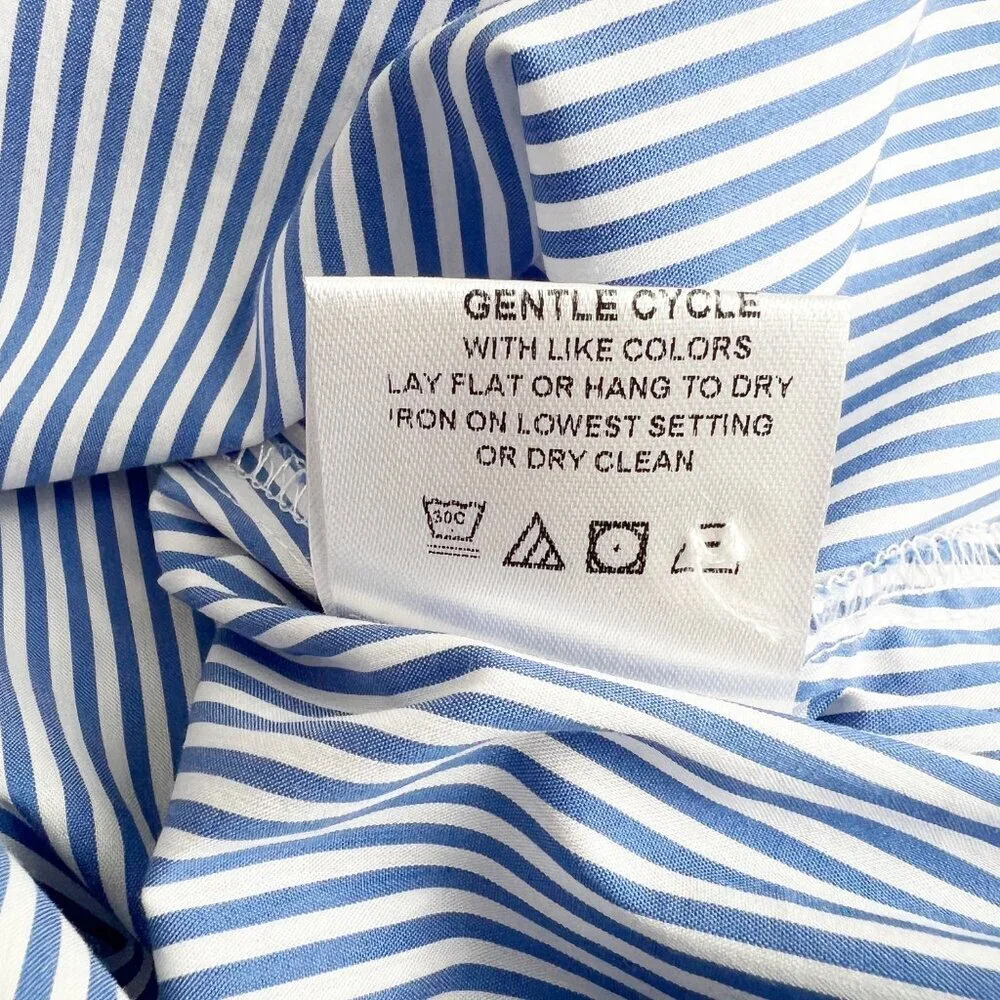 GENTLE CYCLE
WITH LIKE COLORS
LAY FLAT OR HANG TO DRY
IRON ON LOWEST SETTING
OR DRY CLEAN
30C